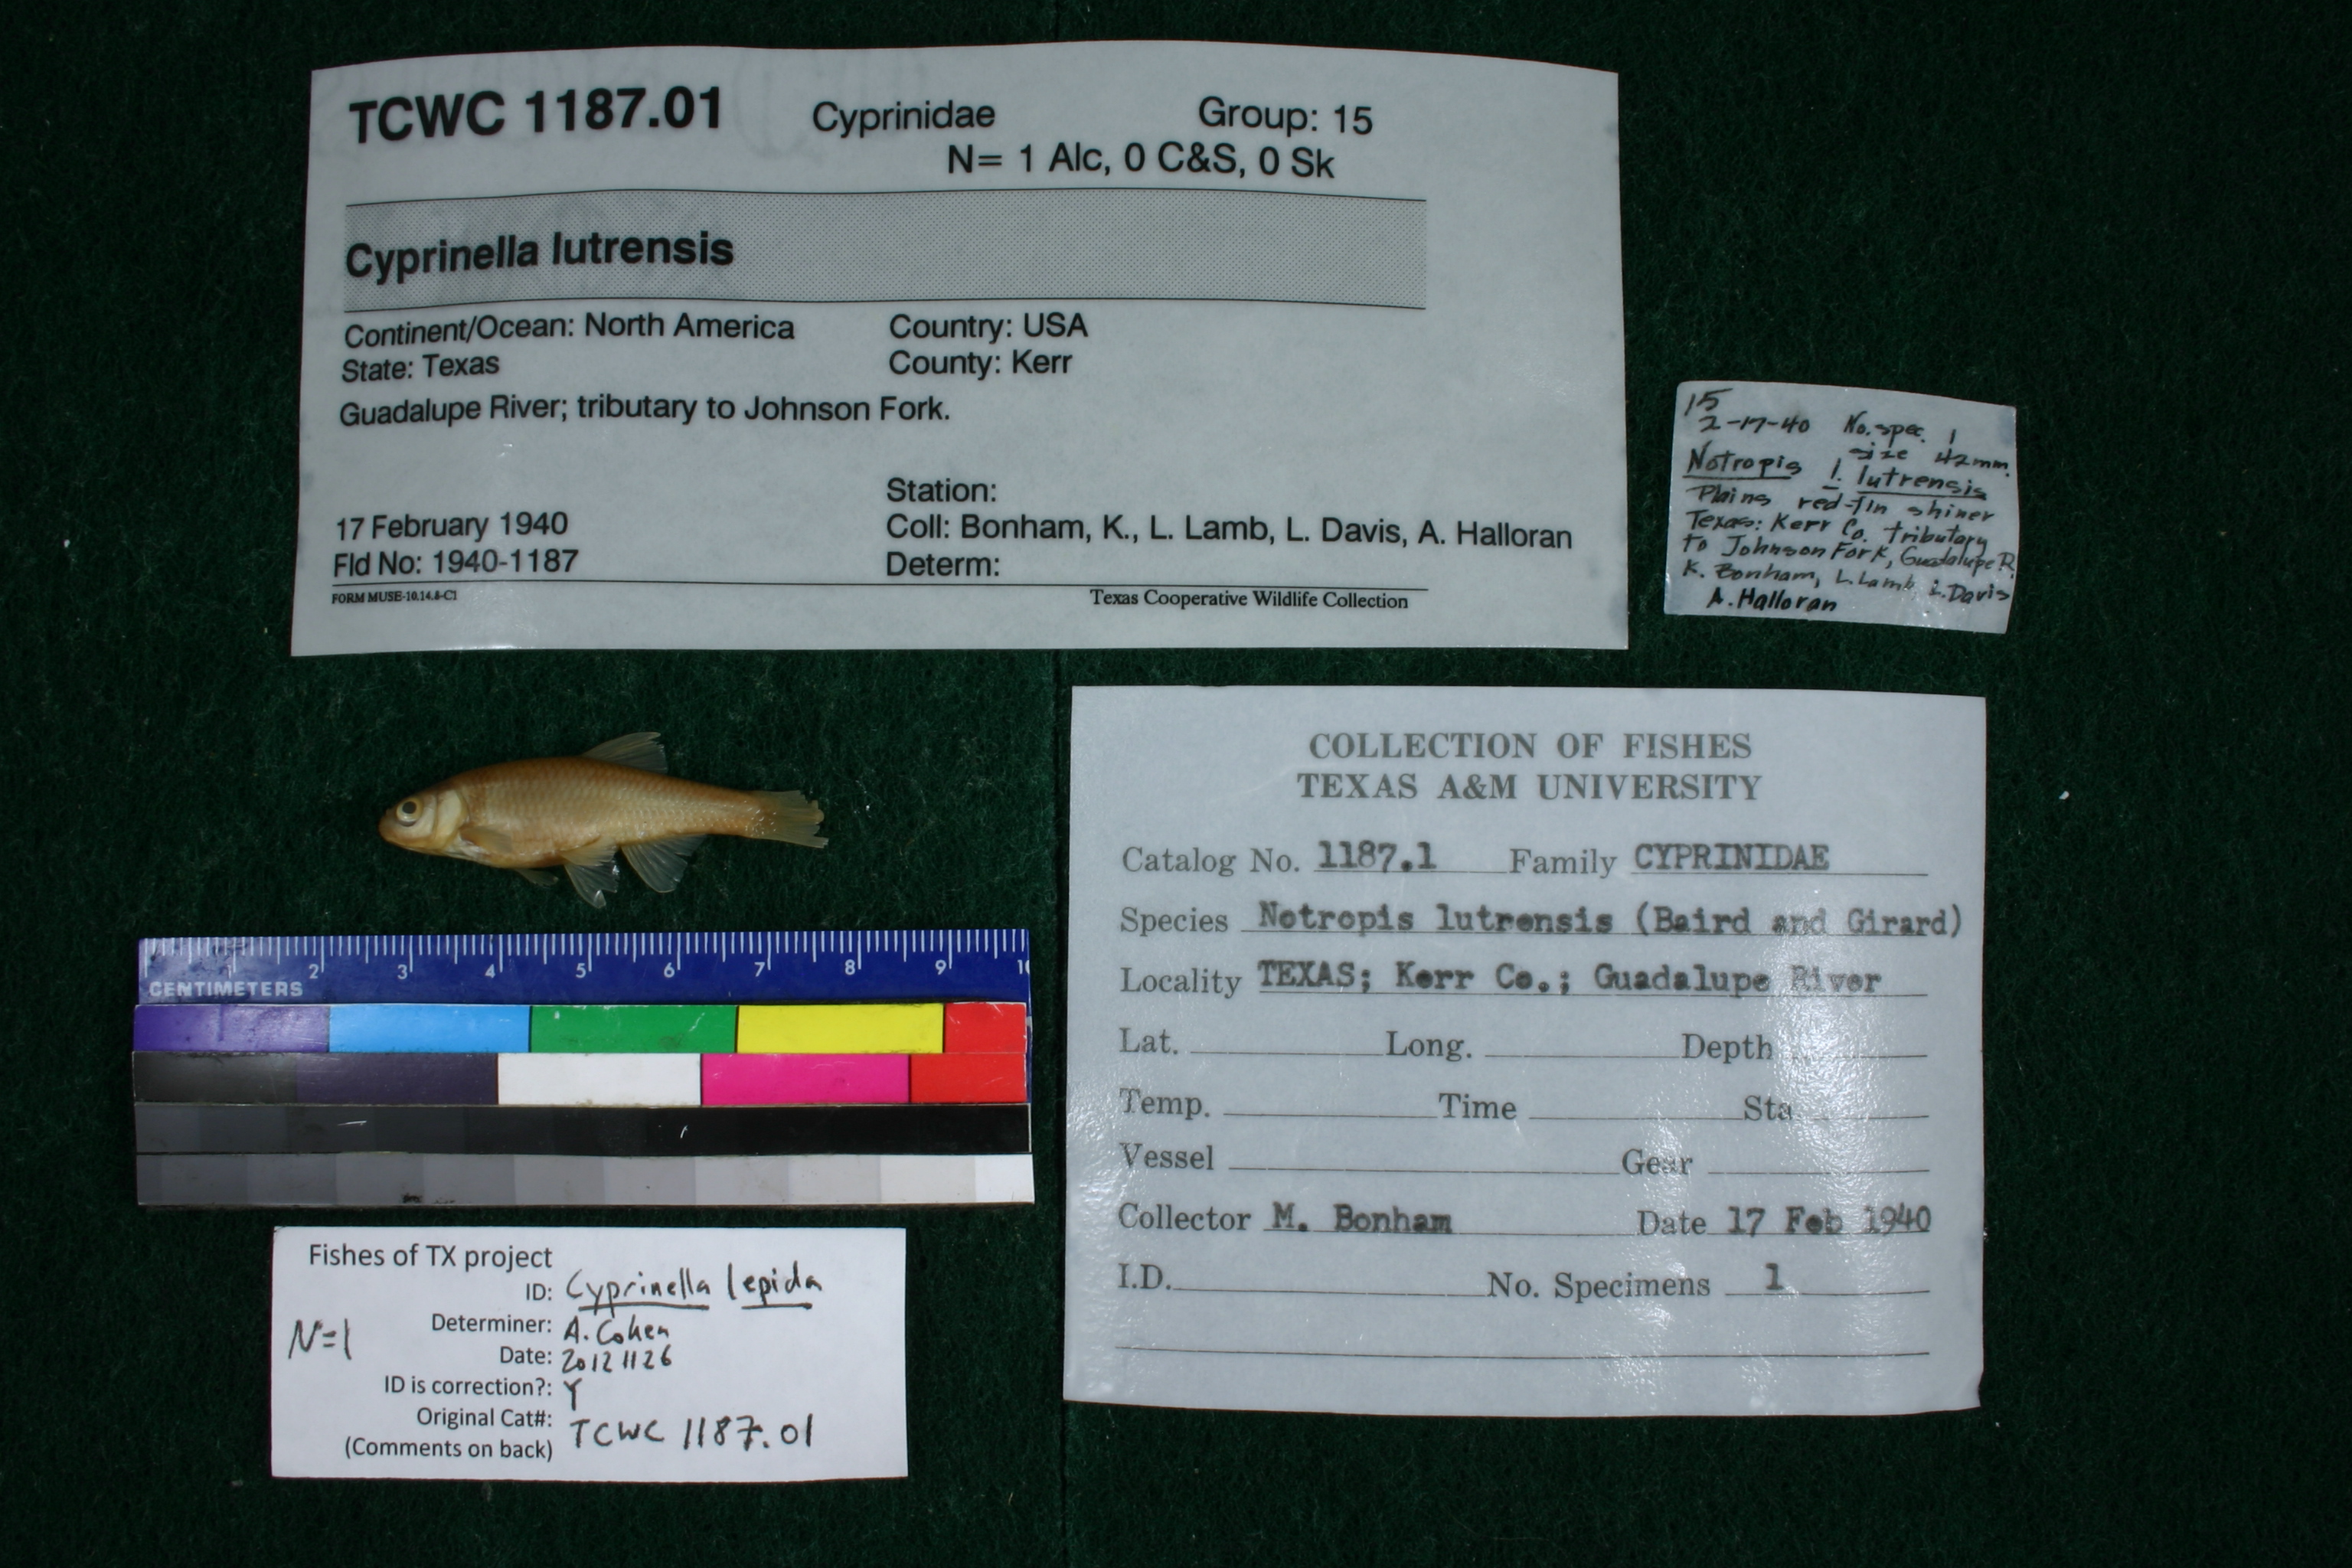 TCWC 1187.01 Cyprinidae Group: 15
N= 1 Alc, 0 C&S, 0 Sk
Cyprinella lutrensis
Continent/Ocean: North America Country: USA
State: Texas County: Kerr
Guadalupe River; tributary to Johnson Fork.
Station:
17 February 1940 Coll: Bonham, K., L. Lamb, L. Davis, A. Halloran
Fld No: 1940-1187 Determ:
FORM MUSE-10.14.8-C1 Texas Cooperative Wildlife Collection
15
2-17-40 No. spec. 1
size 42mm.
Notropis l. lutrensis
Plains red-fin shiner
Texas: Kerr Co. tributary
to Johnson Fork, Guadalupe R.
K. Bonham, L. Lamb L. Davis
A. Halloran
COLLECTION OF FISHES
TEXAS A&M UNIVERSITY
Catalog No. 1187.1 Family CYPRINIDAE
Species Notropis lutrensis (Baird and Girard)
Locality TEXAS; Kerr Co.; Guadalupe River
Lat. Long. Depth
Temp. Time Sta
Vessel Gear
Collector M. Bonham Date 17 Feb 1940
I.D. No. Specimens 1
1 2 3 4 5 6 7 8 9 10
CENTIMETERS
Fishes of TX project
ID: Cyprinella lepida
N=1 Determiner: A. Cohen
Date: 20121126
ID is correction?: Y
Original Cat#: TCWC 1187.01
(Comments on back)